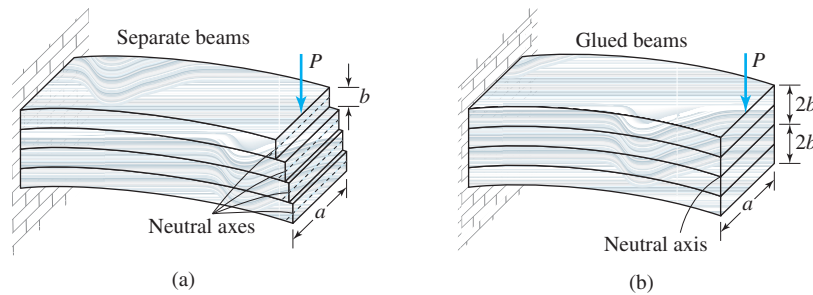 Separate beams
P
b
Neutral axes
a
(a)
Glued beams
P
2b
2b
a
Neutral axis
(b)